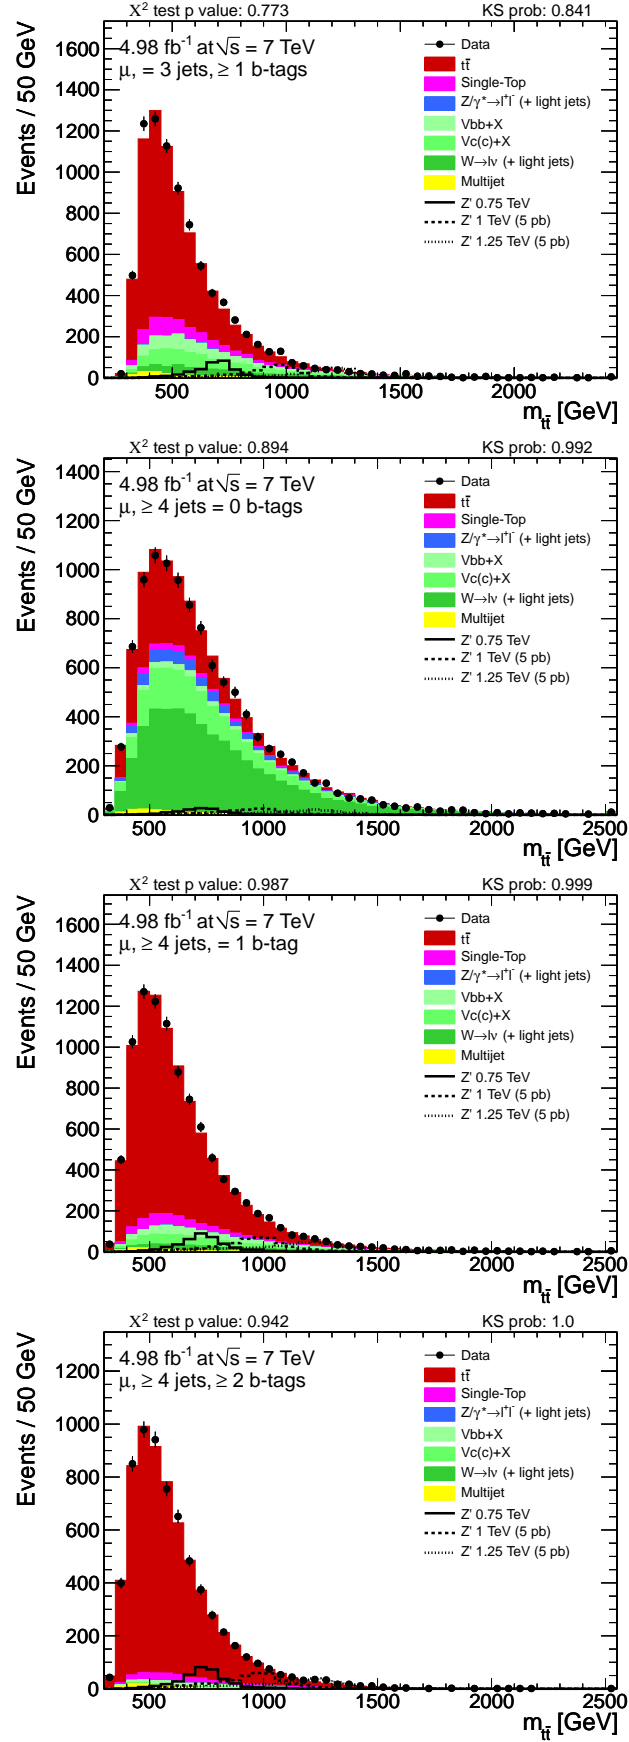 Χ² test p value: 0.773 KS prob: 0.841
Events / 50 GeV
4.98 fb⁻¹ at √s = 7 TeV
μ, = 3 jets, ≥ 1 b-tags
Data
tt̄
Single-Top
Z/γ*→l⁺l⁻ (+ light jets)
Vbb+X
Vc(c)+X
W→lν (+ light jets)
Multijet
Z' 0.75 TeV
Z' 1 TeV (5 pb)
Z' 1.25 TeV (5 pb)
1600
1400
1200
1000
800
600
400
200
0
500 1000 1500 2000
m_tt̄ [GeV]
Χ² test p value: 0.894 KS prob: 0.992
Events / 50 GeV
4.98 fb⁻¹ at √s = 7 TeV
μ, ≥ 4 jets = 0 b-tags
Data
tt̄
Single-Top
Z/γ*→l⁺l⁻ (+ light jets)
Vbb+X
Vc(c)+X
W→lν (+ light jets)
Multijet
Z' 0.75 TeV
Z' 1 TeV (5 pb)
Z' 1.25 TeV (5 pb)
1400
1200
1000
800
600
400
200
0
500 1000 1500 2000 2500
m_tt̄ [GeV]
Χ² test p value: 0.987 KS prob: 0.999
Events / 50 GeV
4.98 fb⁻¹ at √s = 7 TeV
μ, ≥ 4 jets, = 1 b-tag
Data
tt̄
Single-Top
Z/γ*→l⁺l⁻ (+ light jets)
Vbb+X
Vc(c)+X
W→lν (+ light jets)
Multijet
Z' 0.75 TeV
Z' 1 TeV (5 pb)
Z' 1.25 TeV (5 pb)
1600
1400
1200
1000
800
600
400
200
0
500 1000 1500 2000 2500
m_tt̄ [GeV]
Χ² test p value: 0.942 KS prob: 1.0
Events / 50 GeV
4.98 fb⁻¹ at √s = 7 TeV
μ, ≥ 4 jets, ≥ 2 b-tags
Data
tt̄
Single-Top
Z/γ*→l⁺l⁻ (+ light jets)
Vbb+X
Vc(c)+X
W→lν (+ light jets)
Multijet
Z' 0.75 TeV
Z' 1 TeV (5 pb)
Z' 1.25 TeV (5 pb)
1200
1000
800
600
400
200
0
500 1000 1500 2000 2500
m_tt̄ [GeV]